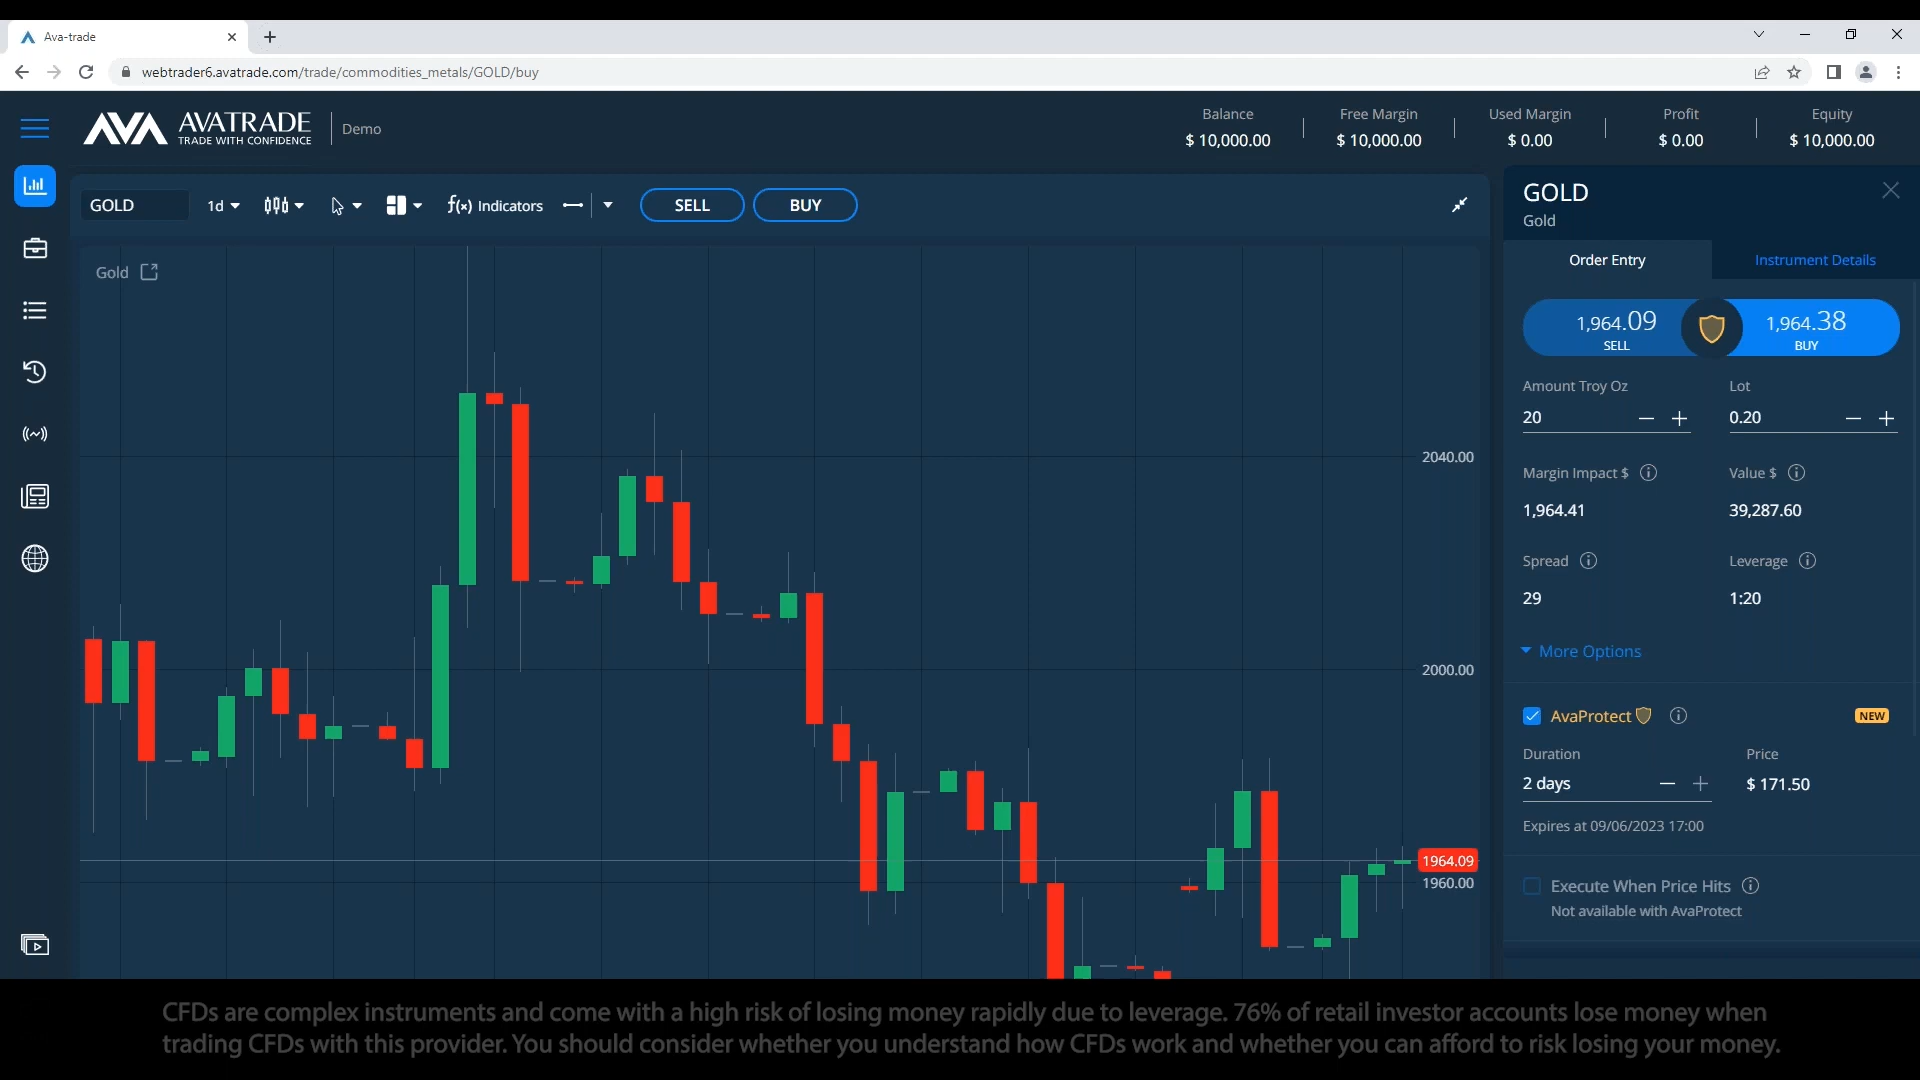 Ava-trade
webtrader6.avatrade.com/trade/commodities_metals/GOLD/buy
AVA AVATRADE
TRADE WITH CONFIDENCE
Demo
Balance Free Margin Used Margin Profit Equity
$ 10,000.00 $ 10,000.00 $ 0.00 $ 0.00 $ 10,000.00
GOLD 1d f(x) Indicators SELL BUY
Gold
2040.00
2000.00
1964.09
1960.00
GOLD
Gold
Order Entry Instrument Details
1,964.09 1,964.38
SELL BUY
Amount Troy Oz Lot
20 0.20
Margin Impact $ Value $
1,964.41 39,287.60
Spread Leverage
29 1:20
More Options
AvaProtect NEW
Duration Price
2 days $ 171.50
Expires at 09/06/2023 17:00
Execute When Price Hits
Not available with AvaProtect
CFDs are complex instruments and come with a high risk of losing money rapidly due to leverage. 76% of retail investor accounts lose money when
trading CFDs with this provider. You should consider whether you understand how CFDs work and whether you can afford to risk losing your money.